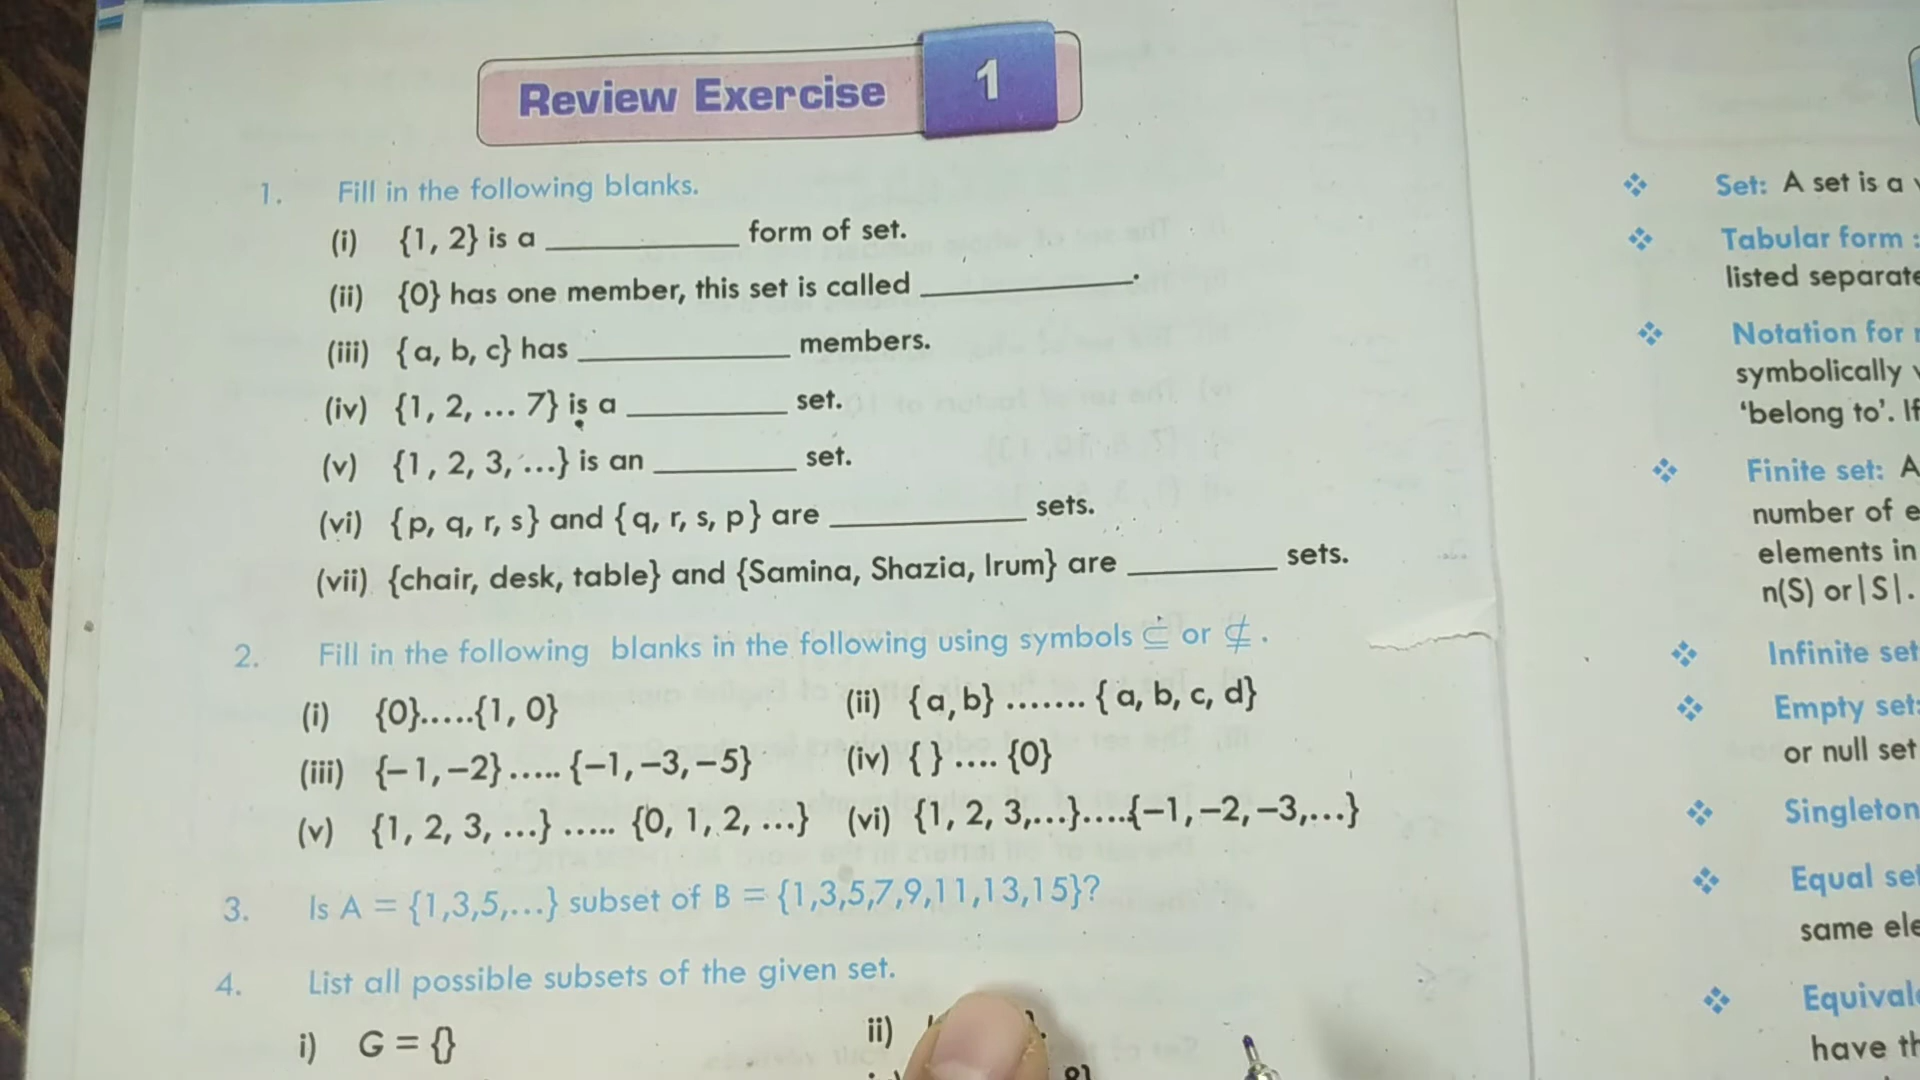 Review Exercise 1
1. Fill in the following blanks.
(i) {1, 2} is a __________ form of set.
(ii) {0} has one member, this set is called __________.
(iii) {a, b, c} has __________ members.
(iv) {1, 2, ... 7} is a __________ set.
(v) {1, 2, 3, ...} is an __________ set.
(vi) {p, q, r, s} and {q, r, s, p} are __________ sets.
(vii) {chair, desk, table} and {Samina, Shazia, Irum} are __________ sets.
2. Fill in the following blanks in the following using symbols ⊆ or ⊈.
(i) {0}.....{1, 0} (ii) {a,b} ....... {a, b, c, d}
(iii) {–1,–2}..... {–1,–3,–5} (iv) { } .... {0}
(v) {1, 2, 3, ...} ..... {0, 1, 2, ...} (vi) {1, 2, 3,...}....{–1,–2,–3,...}
3. Is A = {1,3,5,...} subset of B = {1,3,5,7,9,11,13,15}?
4. List all possible subsets of the given set.
i) G = {} ii)
Set: A set is a
Tabular form :
listed
Notation for
symbolically
'belong to'. If
Finite set: A
number of
elements in
n(S) or |S|.
Infinite set
Empty set:
or null set
Singleton
Equal
same
have